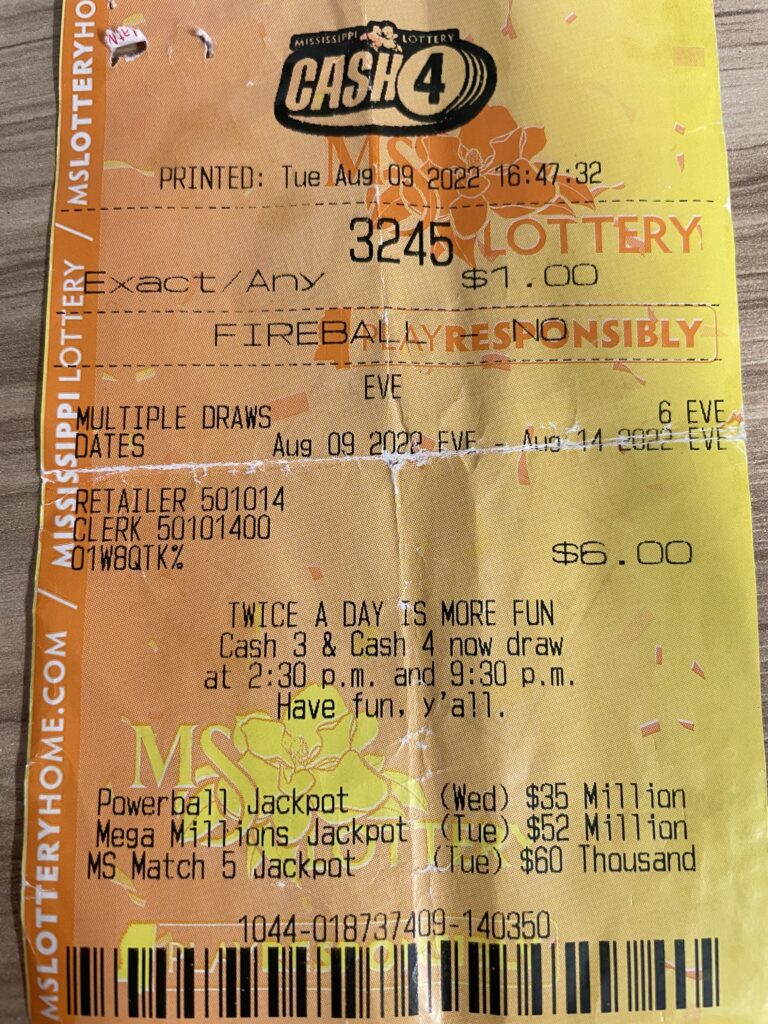 MISSISSIPPI LOTTERY
CASH 4
PRINTED: Tue Aug 09 2022 16:47:32
3245
MS LOTTERY
Exact/Any $1.00
FIREBALL - NO
PLAY RESPONSIBLY
EVE
MULTIPLE DRAWS 6 EVE
DATES Aug 09 2022 EVE - Aug 14 2022 EVE
RETAILER 501014
CLERK 50101400
01W8QTK%
$6.00
TWICE A DAY IS MORE FUN
Cash 3 & Cash 4 now draw
at 2:30 p.m. and 9:30 p.m.
Have fun, y'all.
MS LOTTERY
Powerball Jackpot (Wed) $35 Million
Mega Millions Jackpot (Tue) $52 Million
MS Match 5 Jackpot (Tue) $60 Thousand
1044-018737409-140350
PLAY RESPONSIBLY
MSLOTTERYHOME.COM / MISSISSIPPI LOTTERY / MSLOTTERYHO